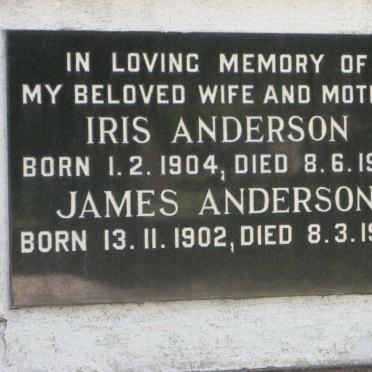 IN LOVING MEMORY OF
MY BELOVED WIFE AND MOTH
IRIS ANDERSON
BORN 1.2.1904, DIED 8.6.19
JAMES ANDERSON
BORN 13.11.1902, DIED 8.3.19